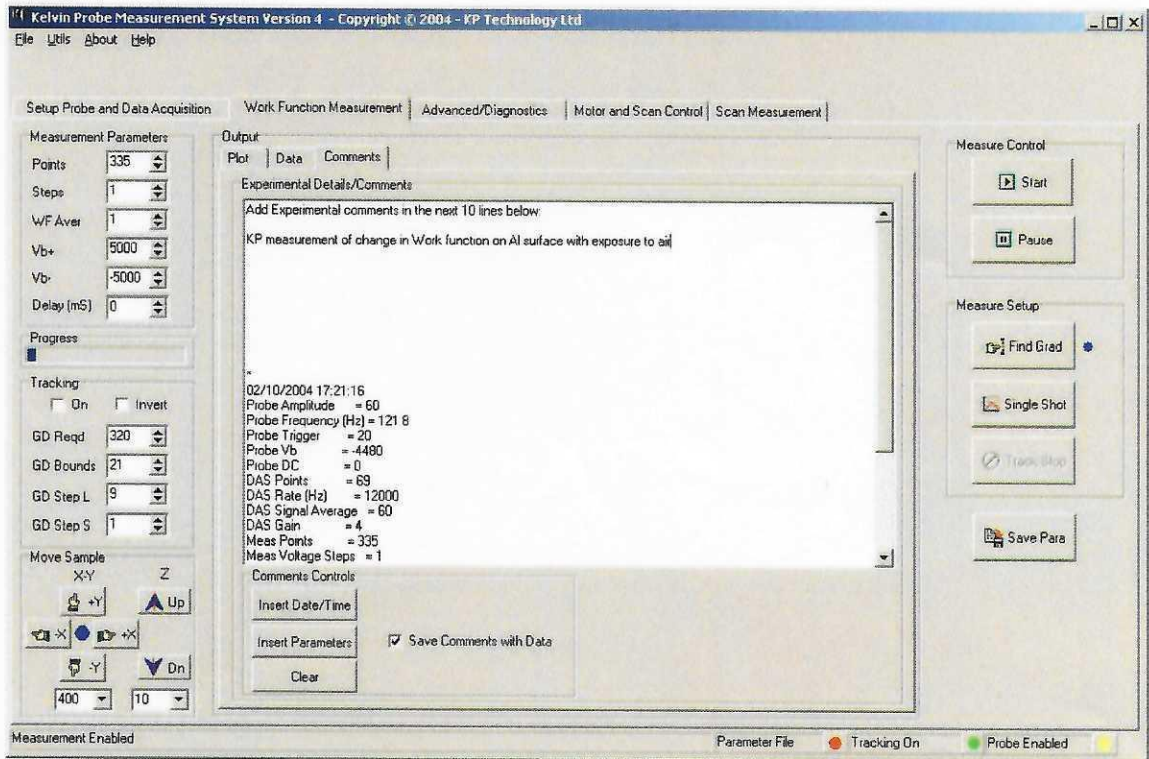 Kelvin Probe Measurement System Version 4 - Copyright © 2004 - KP Technology Ltd
File Utils About Help
Setup Probe and Data Acquisition
Work Function Measurement
Advanced/Diagnostics
Motor and Scan Control
Scan Measurement
Measurement Parameters
Points 335
Steps 1
WF Aver 1
Vb+ 5000
Vb- -5000
Delay (mS) 0
Progress
Tracking
On Invert
GD Reqd 320
GD Bounds 21
GD Step L 9
GD Step S 1
Move Sample
X-Y Z
+Y Up
-X +X
-Y Dn
400 10
Output
Plot Data Comments
Experimental Details/Comments
Add Experimental comments in the next 10 lines below:
KP measurement of change in Work function on Al surface with exposure to air
*
02/10/2004 17:21:16
Probe Amplitude = 60
Probe Frequency (Hz) = 121 8
Probe Trigger = 20
Probe Vb = -4480
Probe DC = 0
DAS Points = 69
DAS Rate (Hz) = 12000
DAS Signal Average = 60
DAS Gain = 4
Meas Points = 335
Meas Voltage Steps = 1
Comments Controls
Insert Date/Time
Insert Parameters
Save Comments with Data
Clear
Measure Control
Start
Pause
Measure Setup
Find Grad
Single Shot
Track Stop
Save Para
Measurement Enabled
Parameter File
Tracking On
Probe Enabled